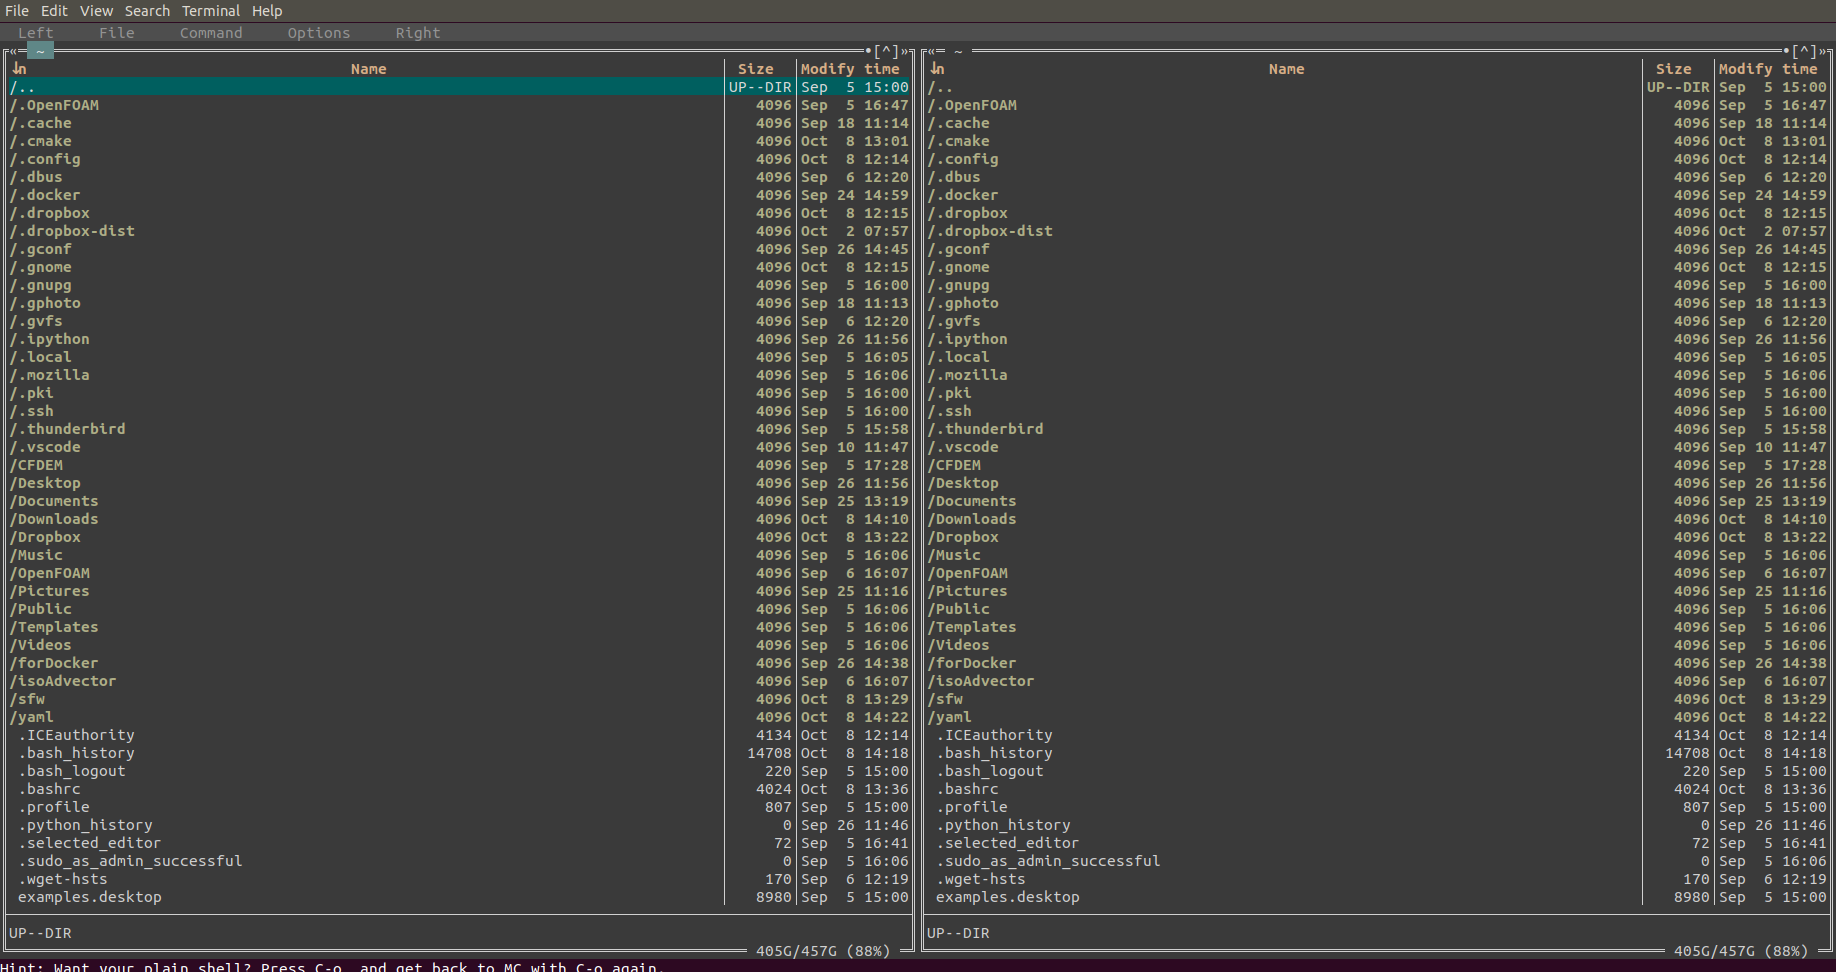 File Edit View Search Terminal Help
Left File Command Options Right
«═ ~ •[^]»
↓n Name Size Modify time
/.. UP--DIR Sep 5 15:00
/.OpenFOAM 4096 Sep 5 16:47
/.cache 4096 Sep 18 11:14
/.cmake 4096 Oct 8 13:01
/.config 4096 Oct 8 12:14
/.dbus 4096 Sep 6 12:20
/.docker 4096 Sep 24 14:59
/.dropbox 4096 Oct 8 12:15
/.dropbox-dist 4096 Oct 2 07:57
/.gconf 4096 Sep 26 14:45
/.gnome 4096 Oct 8 12:15
/.gnupg 4096 Sep 5 16:00
/.gphoto 4096 Sep 18 11:13
/.gvfs 4096 Sep 6 12:20
/.ipython 4096 Sep 26 11:56
/.local 4096 Sep 5 16:05
/.mozilla 4096 Sep 5 16:06
/.pki 4096 Sep 5 16:00
/.ssh 4096 Sep 5 16:00
/.thunderbird 4096 Sep 5 15:58
/.vscode 4096 Sep 10 11:47
/CFDEM 4096 Sep 5 17:28
/Desktop 4096 Sep 26 11:56
/Documents 4096 Sep 25 13:19
/Downloads 4096 Oct 8 14:10
/Dropbox 4096 Oct 8 13:22
/Music 4096 Sep 5 16:06
/OpenFOAM 4096 Sep 6 16:07
/Pictures 4096 Sep 25 11:16
/Public 4096 Sep 5 16:06
/Templates 4096 Sep 5 16:06
/Videos 4096 Sep 5 16:06
/forDocker 4096 Sep 26 14:38
/isoAdvector 4096 Sep 6 16:07
/sfw 4096 Oct 8 13:29
/yaml 4096 Oct 8 14:22
.ICEauthority 4134 Oct 8 12:14
.bash_history 14708 Oct 8 14:18
.bash_logout 220 Sep 5 15:00
.bashrc 4024 Oct 8 13:36
.profile 807 Sep 5 15:00
.python_history 0 Sep 26 11:46
.selected_editor 72 Sep 5 16:41
.sudo_as_admin_successful 0 Sep 5 16:06
.wget-hsts 170 Sep 6 12:19
examples.desktop 8980 Sep 5 15:00
UP--DIR
405G/457G (88%)
«═ ~ •[^]»
↓n Name Size Modify time
/.. UP--DIR Sep 5 15:00
/.OpenFOAM 4096 Sep 5 16:47
/.cache 4096 Sep 18 11:14
/.cmake 4096 Oct 8 13:01
/.config 4096 Oct 8 12:14
/.dbus 4096 Sep 6 12:20
/.docker 4096 Sep 24 14:59
/.dropbox 4096 Oct 8 12:15
/.dropbox-dist 4096 Oct 2 07:57
/.gconf 4096 Sep 26 14:45
/.gnome 4096 Oct 8 12:15
/.gnupg 4096 Sep 5 16:00
/.gphoto 4096 Sep 18 11:13
/.gvfs 4096 Sep 6 12:20
/.ipython 4096 Sep 26 11:56
/.local 4096 Sep 5 16:05
/.mozilla 4096 Sep 5 16:06
/.pki 4096 Sep 5 16:00
/.ssh 4096 Sep 5 16:00
/.thunderbird 4096 Sep 5 15:58
/.vscode 4096 Sep 10 11:47
/CFDEM 4096 Sep 5 17:28
/Desktop 4096 Sep 26 11:56
/Documents 4096 Sep 25 13:19
/Downloads 4096 Oct 8 14:10
/Dropbox 4096 Oct 8 13:22
/Music 4096 Sep 5 16:06
/OpenFOAM 4096 Sep 6 16:07
/Pictures 4096 Sep 25 11:16
/Public 4096 Sep 5 16:06
/Templates 4096 Sep 5 16:06
/Videos 4096 Sep 5 16:06
/forDocker 4096 Sep 26 14:38
/isoAdvector 4096 Sep 6 16:07
/sfw 4096 Oct 8 13:29
/yaml 4096 Oct 8 14:22
.ICEauthority 4134 Oct 8 12:14
.bash_history 14708 Oct 8 14:18
.bash_logout 220 Sep 5 15:00
.bashrc 4024 Oct 8 13:36
.profile 807 Sep 5 15:00
.python_history 0 Sep 26 11:46
.selected_editor 72 Sep 5 16:41
.sudo_as_admin_successful 0 Sep 5 16:06
.wget-hsts 170 Sep 6 12:19
examples.desktop 8980 Sep 5 15:00
UP--DIR
405G/457G (88%)
Hint: Want your plain shell? Press C-o, and get back to MC with C-o again.